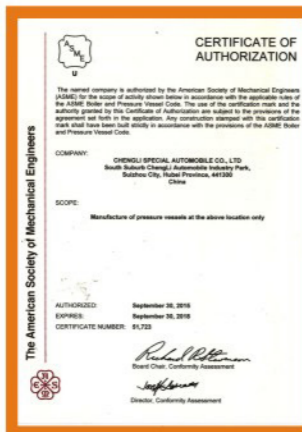 ASME
U
CERTIFICATE OF
AUTHORIZATION
The named company is authorized by the American Society of Mechanical Engineers
(ASME) for the scope of activity shown below in accordance with the applicable rules of
the ASME Boiler and Pressure Vessel Code. The use of the certification mark and the
authority granted by this Certificate of Authorization are subject to the provisions of the
agreement set forth in the application. Any construction stamped with this certification
mark shall have been built strictly in accordance with the provisions of the ASME Boiler
and Pressure Vessel Code.
COMPANY:
CHENGLI SPECIAL AUTOMOBILE CO., LTD
South Suburb ChengLi Automobile Industry Park,
Suizhou City, Hubei Province, 441300
China
SCOPE:
Manufacture of pressure vessels at the above location only
AUTHORIZED: September 30, 2015
EXPIRES: September 30, 2018
CERTIFICATE NUMBER: 51,723
Board Chair, Conformity Assessment
Director, Conformity Assessment
The American Society of Mechanical Engineers